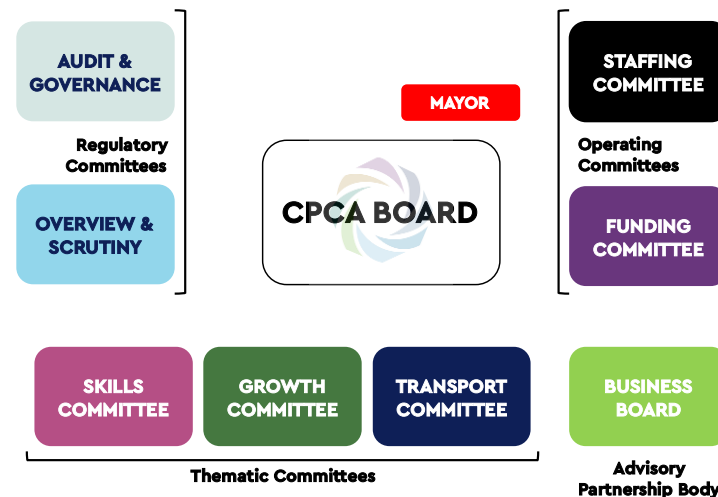 AUDIT &
GOVERNANCE
Regulatory
Committees
OVERVIEW &
SCRUTINY
MAYOR
CPCA BOARD
STAFFING
COMMITTEE
Operating
Committees
FUNDING
COMMITTEE
SKILLS
COMMITTEE
GROWTH
COMMITTEE
TRANSPORT
COMMITTEE
Thematic Committees
BUSINESS
BOARD
Advisory
Partnership Body